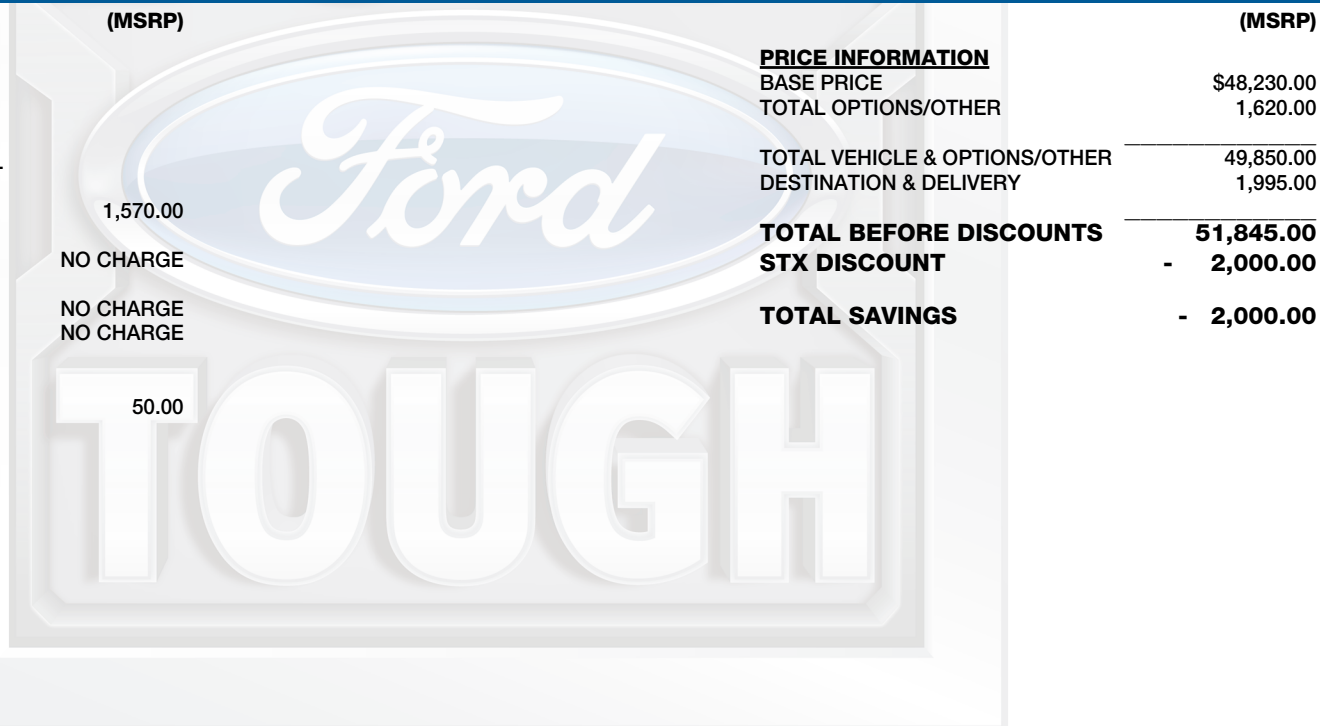 (MSRP)
1,570.00
NO CHARGE
NO CHARGE
NO CHARGE
50.00
(MSRP)
PRICE INFORMATION
BASE PRICE $48,230.00
TOTAL OPTIONS/OTHER 1,620.00
TOTAL VEHICLE & OPTIONS/OTHER 49,850.00
DESTINATION & DELIVERY 1,995.00
TOTAL BEFORE DISCOUNTS 51,845.00
STX DISCOUNT - 2,000.00
TOTAL SAVINGS - 2,000.00
Ford
TOUGH